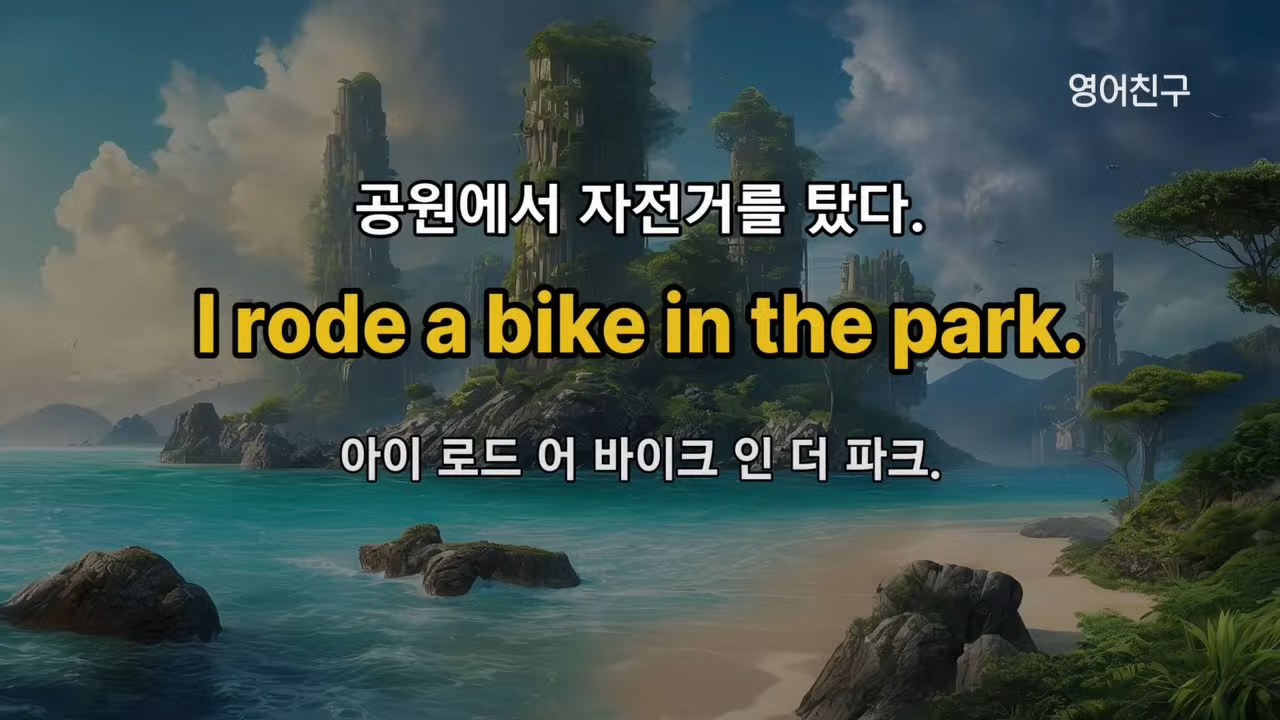 영어친구
공원에서 자전거를 탔다.
I rode a bike in the park.
아이 로드 어 바이크 인 더 파크.